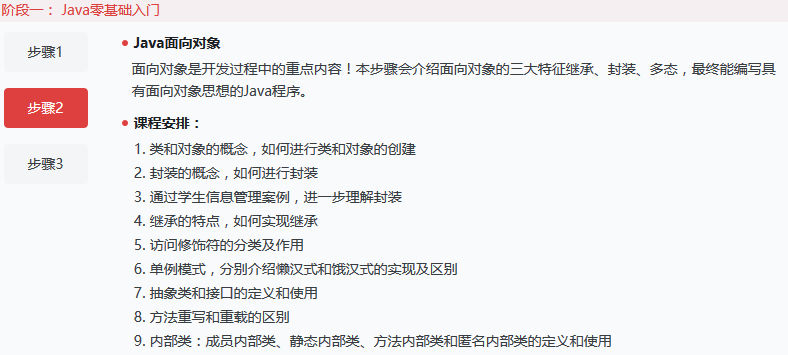 阶段一： Java零基础入门
步骤1
步骤2
步骤3
Java面向对象
面向对象是开发过程中的重点内容！本步骤会介绍面向对象的三大特征继承、封装、多态，最终能编写具
有面向对象思想的Java程序。
课程安排：
1. 类和对象的概念，如何进行类和对象的创建
2. 封装的概念，如何进行封装
3. 通过学生信息管理案例，进一步理解封装
4. 继承的特点，如何实现继承
5. 访问修饰符的分类及作用
6. 单例模式，分别介绍懒汉式和饿汉式的实现及区别
7. 抽象类和接口的定义和使用
8. 方法重写和重载的区别
9. 内部类：成员内部类、静态内部类、方法内部类和匿名内部类的定义和使用